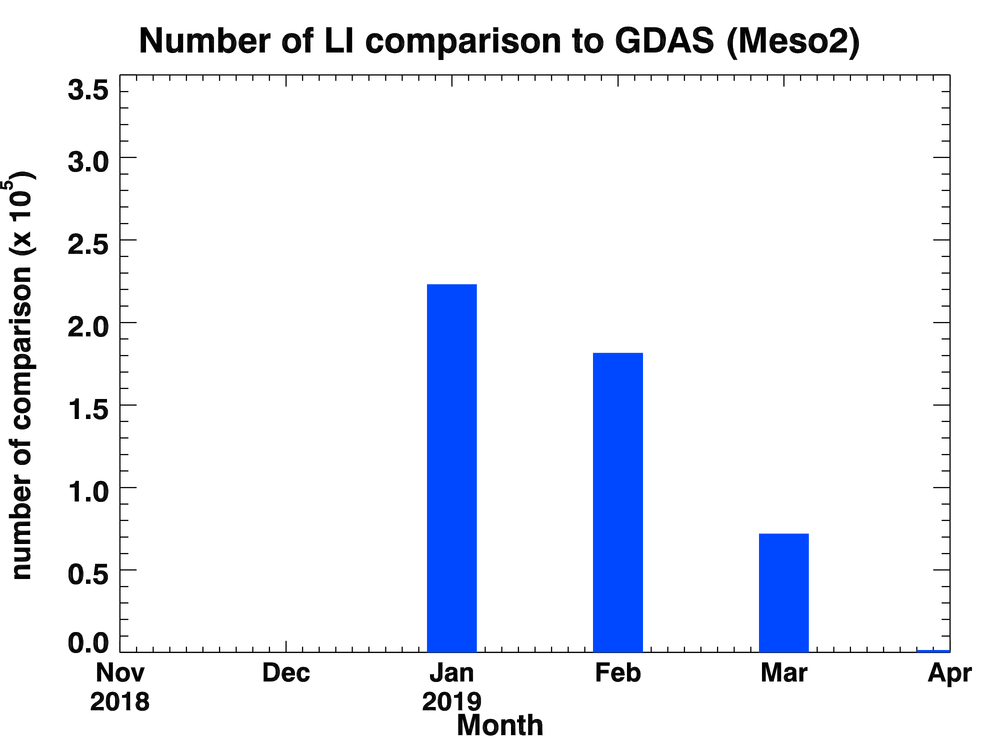 Number of LI comparison to GDAS (Meso2)
number of comparison (x 10⁵)
3.5
3.0
2.5
2.0
1.5
1.0
0.5
0.0
Nov Dec Jan Feb Mar Apr
2018 2019
Month